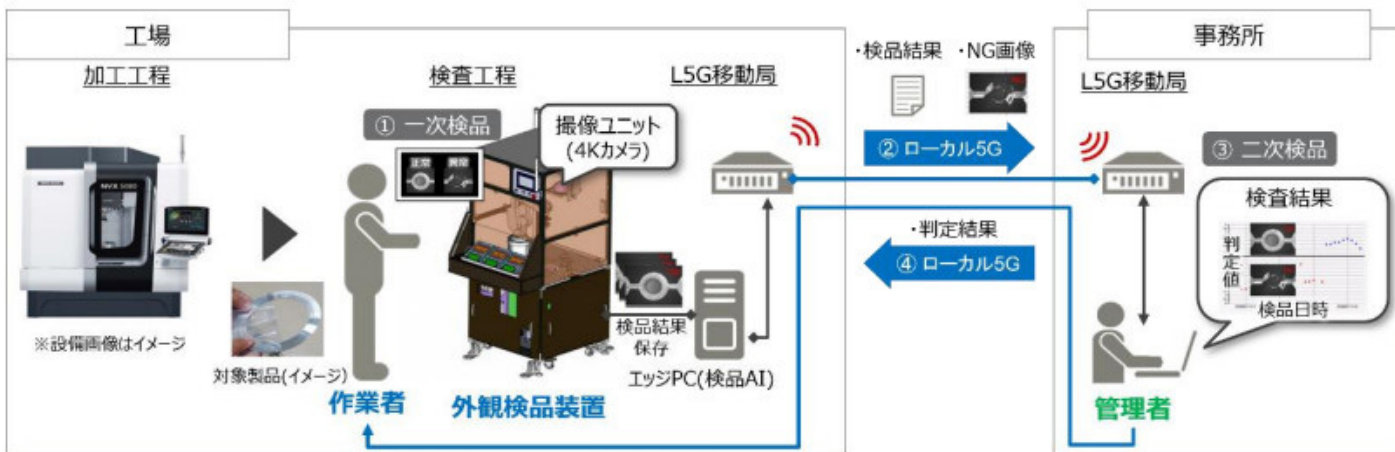 工場
加工工程
NVX 5080
※設備画像はイメージ
対象製品(イメージ)
検査工程
① 一次検品
正常
異常
撮像ユニット
(4Kカメラ)
作業者
外観検品装置
検品結果
保存
エッジPC(検品AI)
L5G移動局
・検品結果
・NG画像
② ローカル5G
・判定結果
④ ローカル5G
事務所
L5G移動局
③ 二次検品
検査結果
判定値
検品日時
管理者